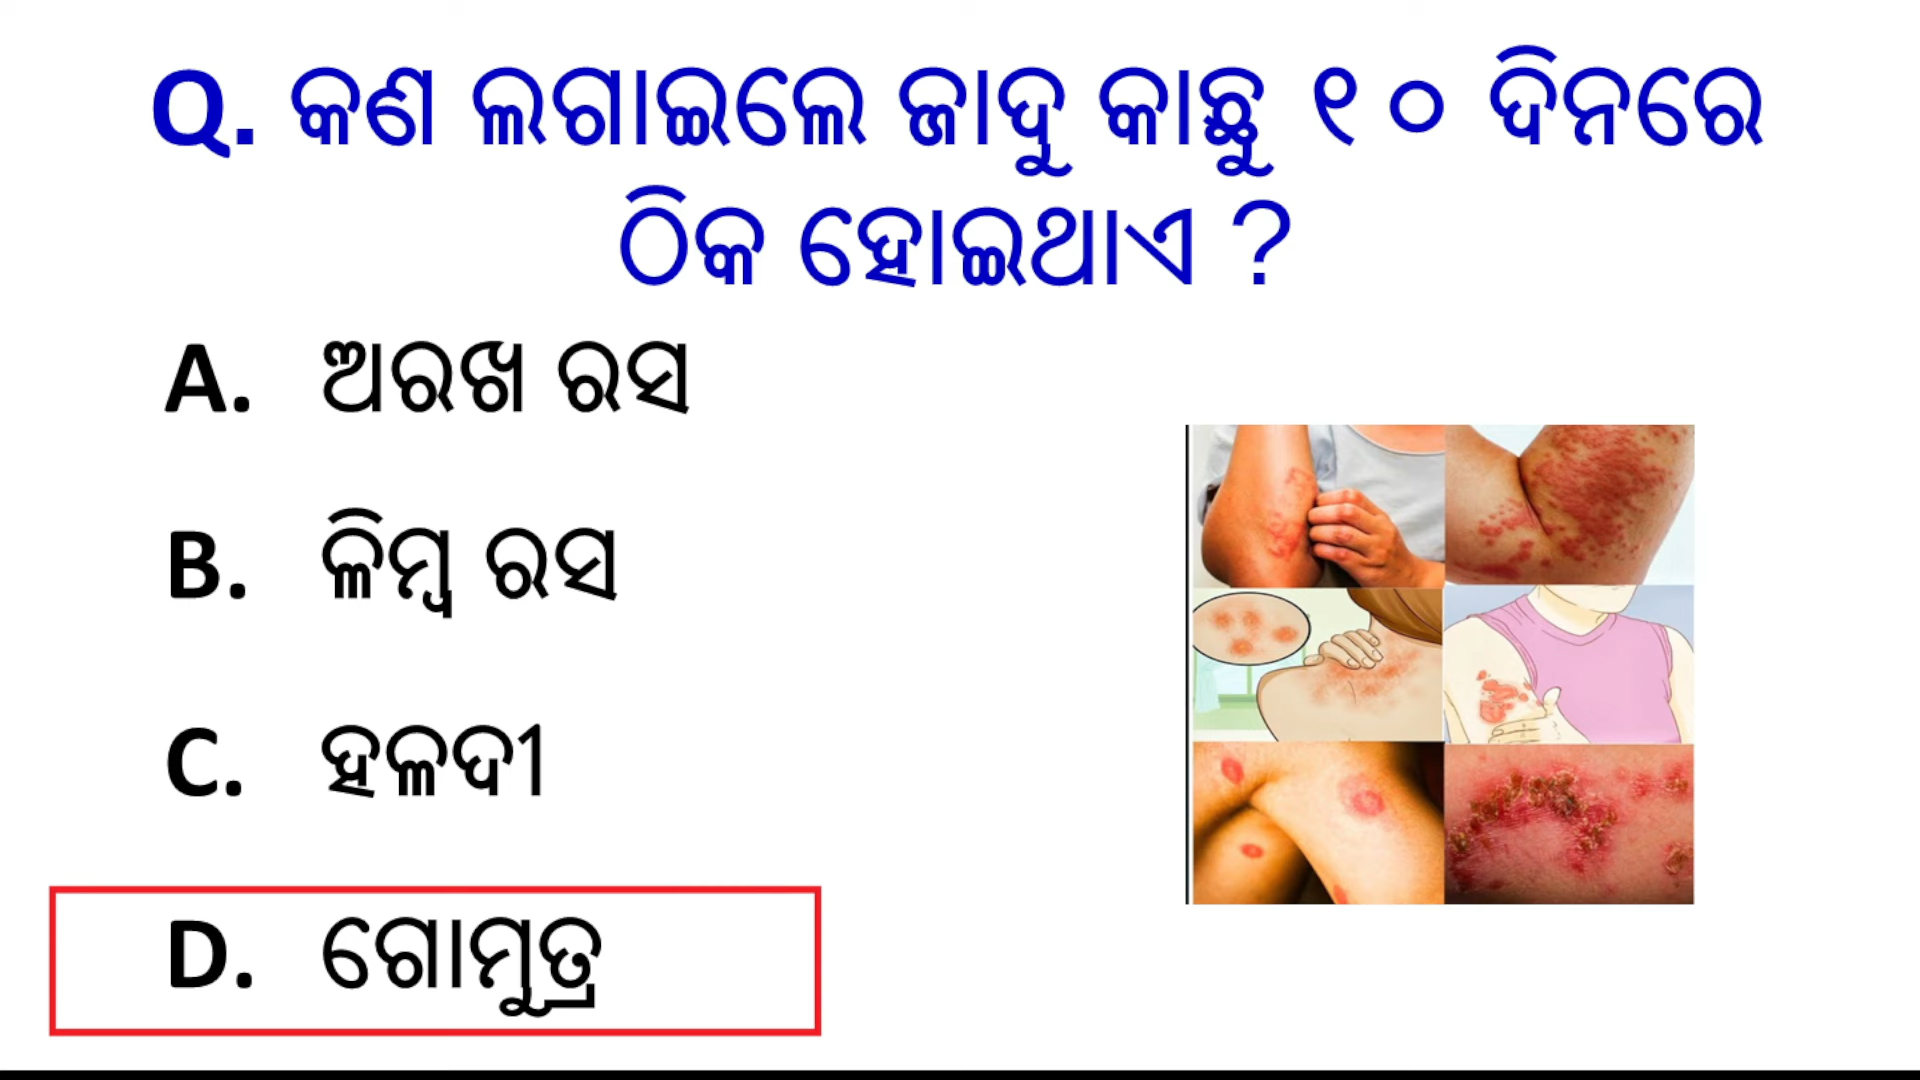 Q. କଣ ଲଗାଇଲେ ଜାଦୁ କାଛୁ ୧୦ ଦିନରେ
ଠିକ ହୋଇଥାଏ ?
A. ଅରଖ ରସ
B. ଳିମ୍ବ ରସ
C. ହଳଦୀ
D. ଗୋମୁତ୍ର